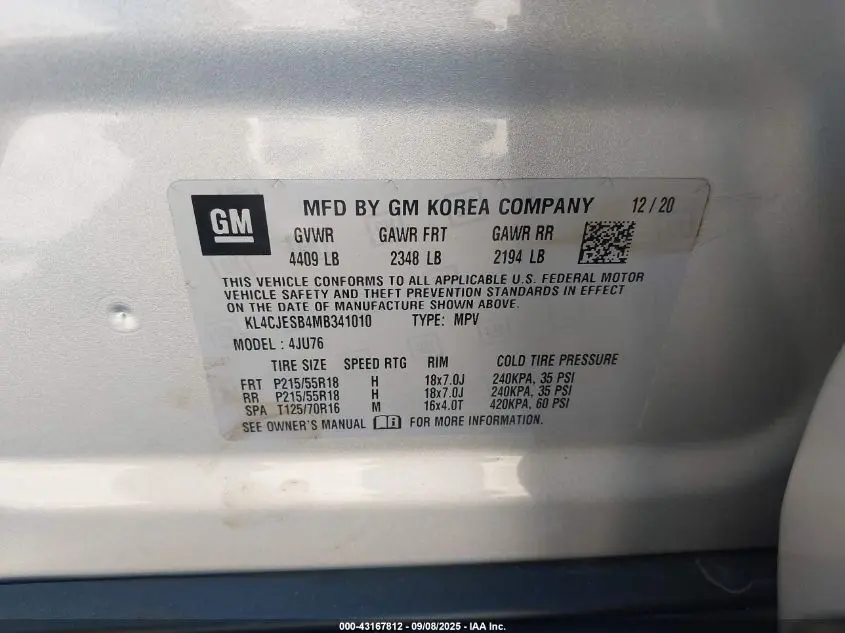 GM
MFD BY GM KOREA COMPANY 12/20
GVWR GAWR FRT GAWR RR
4409 LB 2348 LB 2194 LB
THIS VEHICLE CONFORMS TO ALL APPLICABLE U.S. FEDERAL MOTOR
VEHICLE SAFETY AND THEFT PREVENTION STANDARDS IN EFFECT
ON THE DATE OF MANUFACTURE SHOWN ABOVE.
KL4CJESB4MB341010 TYPE: MPV
MODEL : 4JU76
TIRE SIZE SPEED RTG RIM COLD TIRE PRESSURE
FRT P215/55R18 H 18x7.0J 240KPA, 35 PSI
RR P215/55R18 H 18x7.0J 240KPA, 35 PSI
SPA T125/70R16 M 16x4.0T 420KPA, 60 PSI
SEE OWNER'S MANUAL FOR MORE INFORMATION.
000-43167812 - 09/08/2025 - IAA Inc.